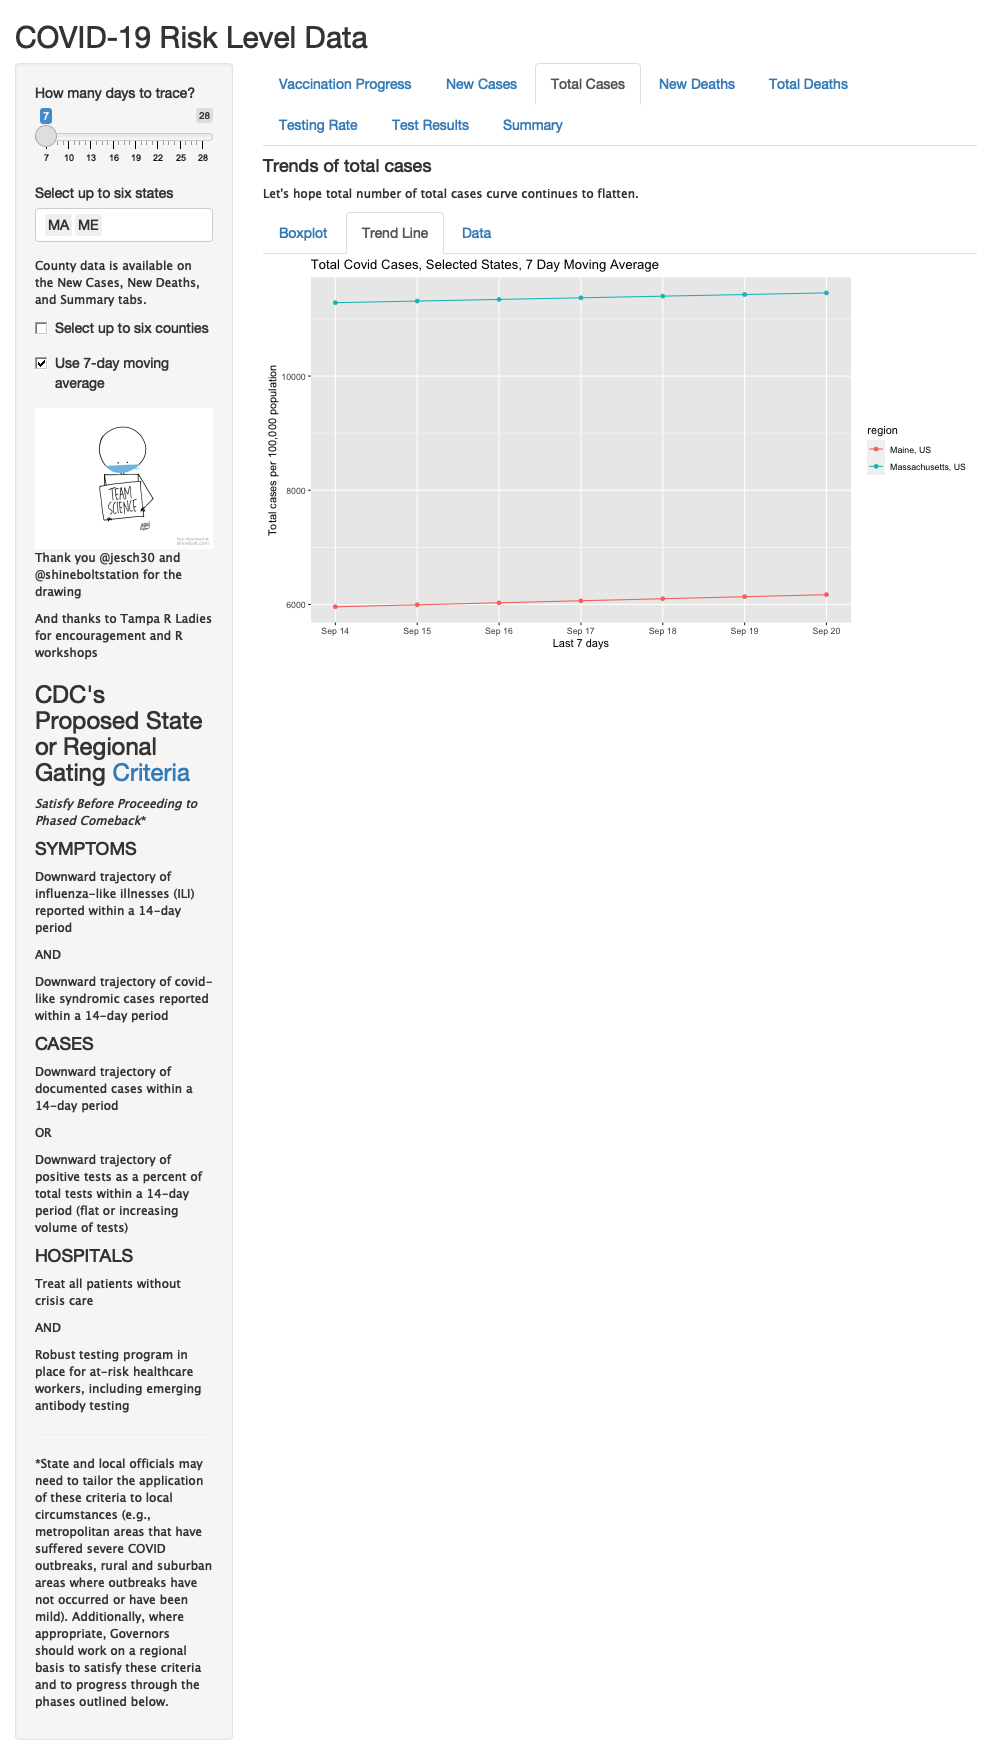 COVID-19 Risk Level Data
How many days to trace?
7
28
7 10 13 16 19 22 25 28
Select up to six states
MA ME
County data is available on
the New Cases, New Deaths,
and Summary tabs.
Select up to six counties
Use 7-day moving
average
TEAM
SCIENCE
free download at
shinebolt.com
Thank you @jesch30 and
@shineboltstation for the
drawing
And thanks to Tampa R Ladies
for encouragement and R
workshops
CDC's
Proposed State
or Regional
Gating Criteria
Satisfy Before Proceeding to
Phased Comeback*
SYMPTOMS
Downward trajectory of
influenza-like illnesses (ILI)
reported within a 14-day
period
AND
Downward trajectory of covid-
like syndromic cases reported
within a 14-day period
CASES
Downward trajectory of
documented cases within a
14-day period
OR
Downward trajectory of
positive tests as a percent of
total tests within a 14-day
period (flat or increasing
volume of tests)
HOSPITALS
Treat all patients without
crisis care
AND
Robust testing program in
place for at-risk healthcare
workers, including emerging
antibody testing
*State and local officials may
need to tailor the application
of these criteria to local
circumstances (e.g.,
metropolitan areas that have
suffered severe COVID
outbreaks, rural and suburban
areas where outbreaks have
not occurred or have been
mild). Additionally, where
appropriate, Governors
should work on a regional
basis to satisfy these criteria
and to progress through the
phases outlined below.
Vaccination Progress New Cases Total Cases New Deaths Total Deaths
Testing Rate Test Results Summary
Trends of total cases
Let's hope total number of total cases curve continues to flatten.
Boxplot Trend Line Data
Total Covid Cases, Selected States, 7 Day Moving Average
Total cases per 100,000 population
10000
8000
6000
Sep 14 Sep 15 Sep 16 Sep 17 Sep 18 Sep 19 Sep 20
Last 7 days
region
Maine, US
Massachusetts, US